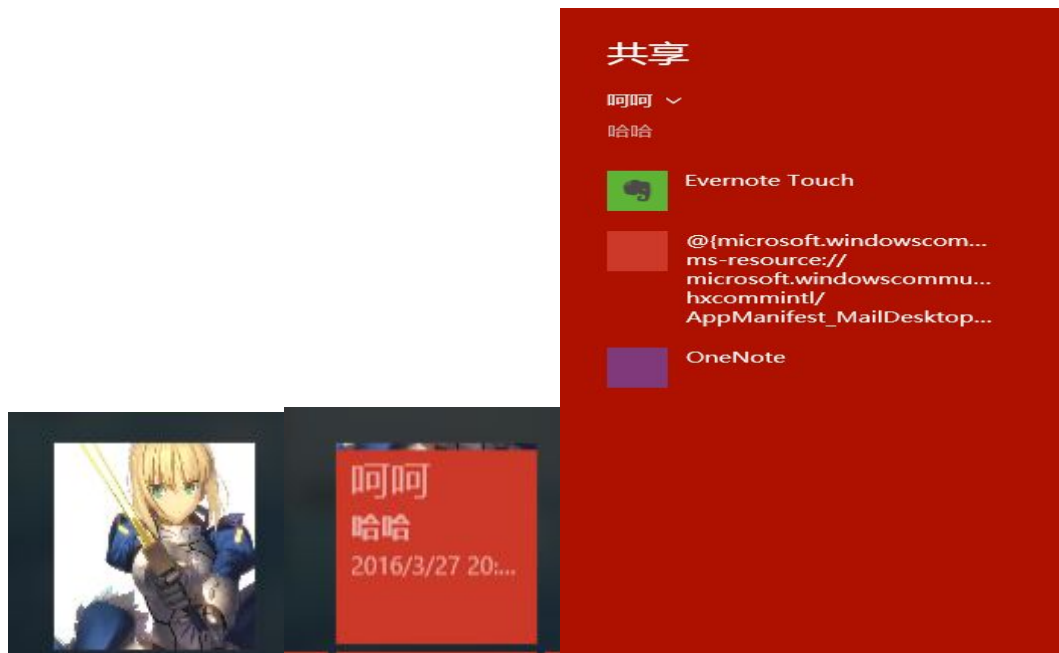 共享
呵呵
哈哈
Evernote Touch
@{microsoft.windowscom...
ms-resource://
microsoft.windowscommu...
hxcommintl/
AppManifest_MailDesktop...
OneNote
呵呵
哈哈
2016/3/27 20:...